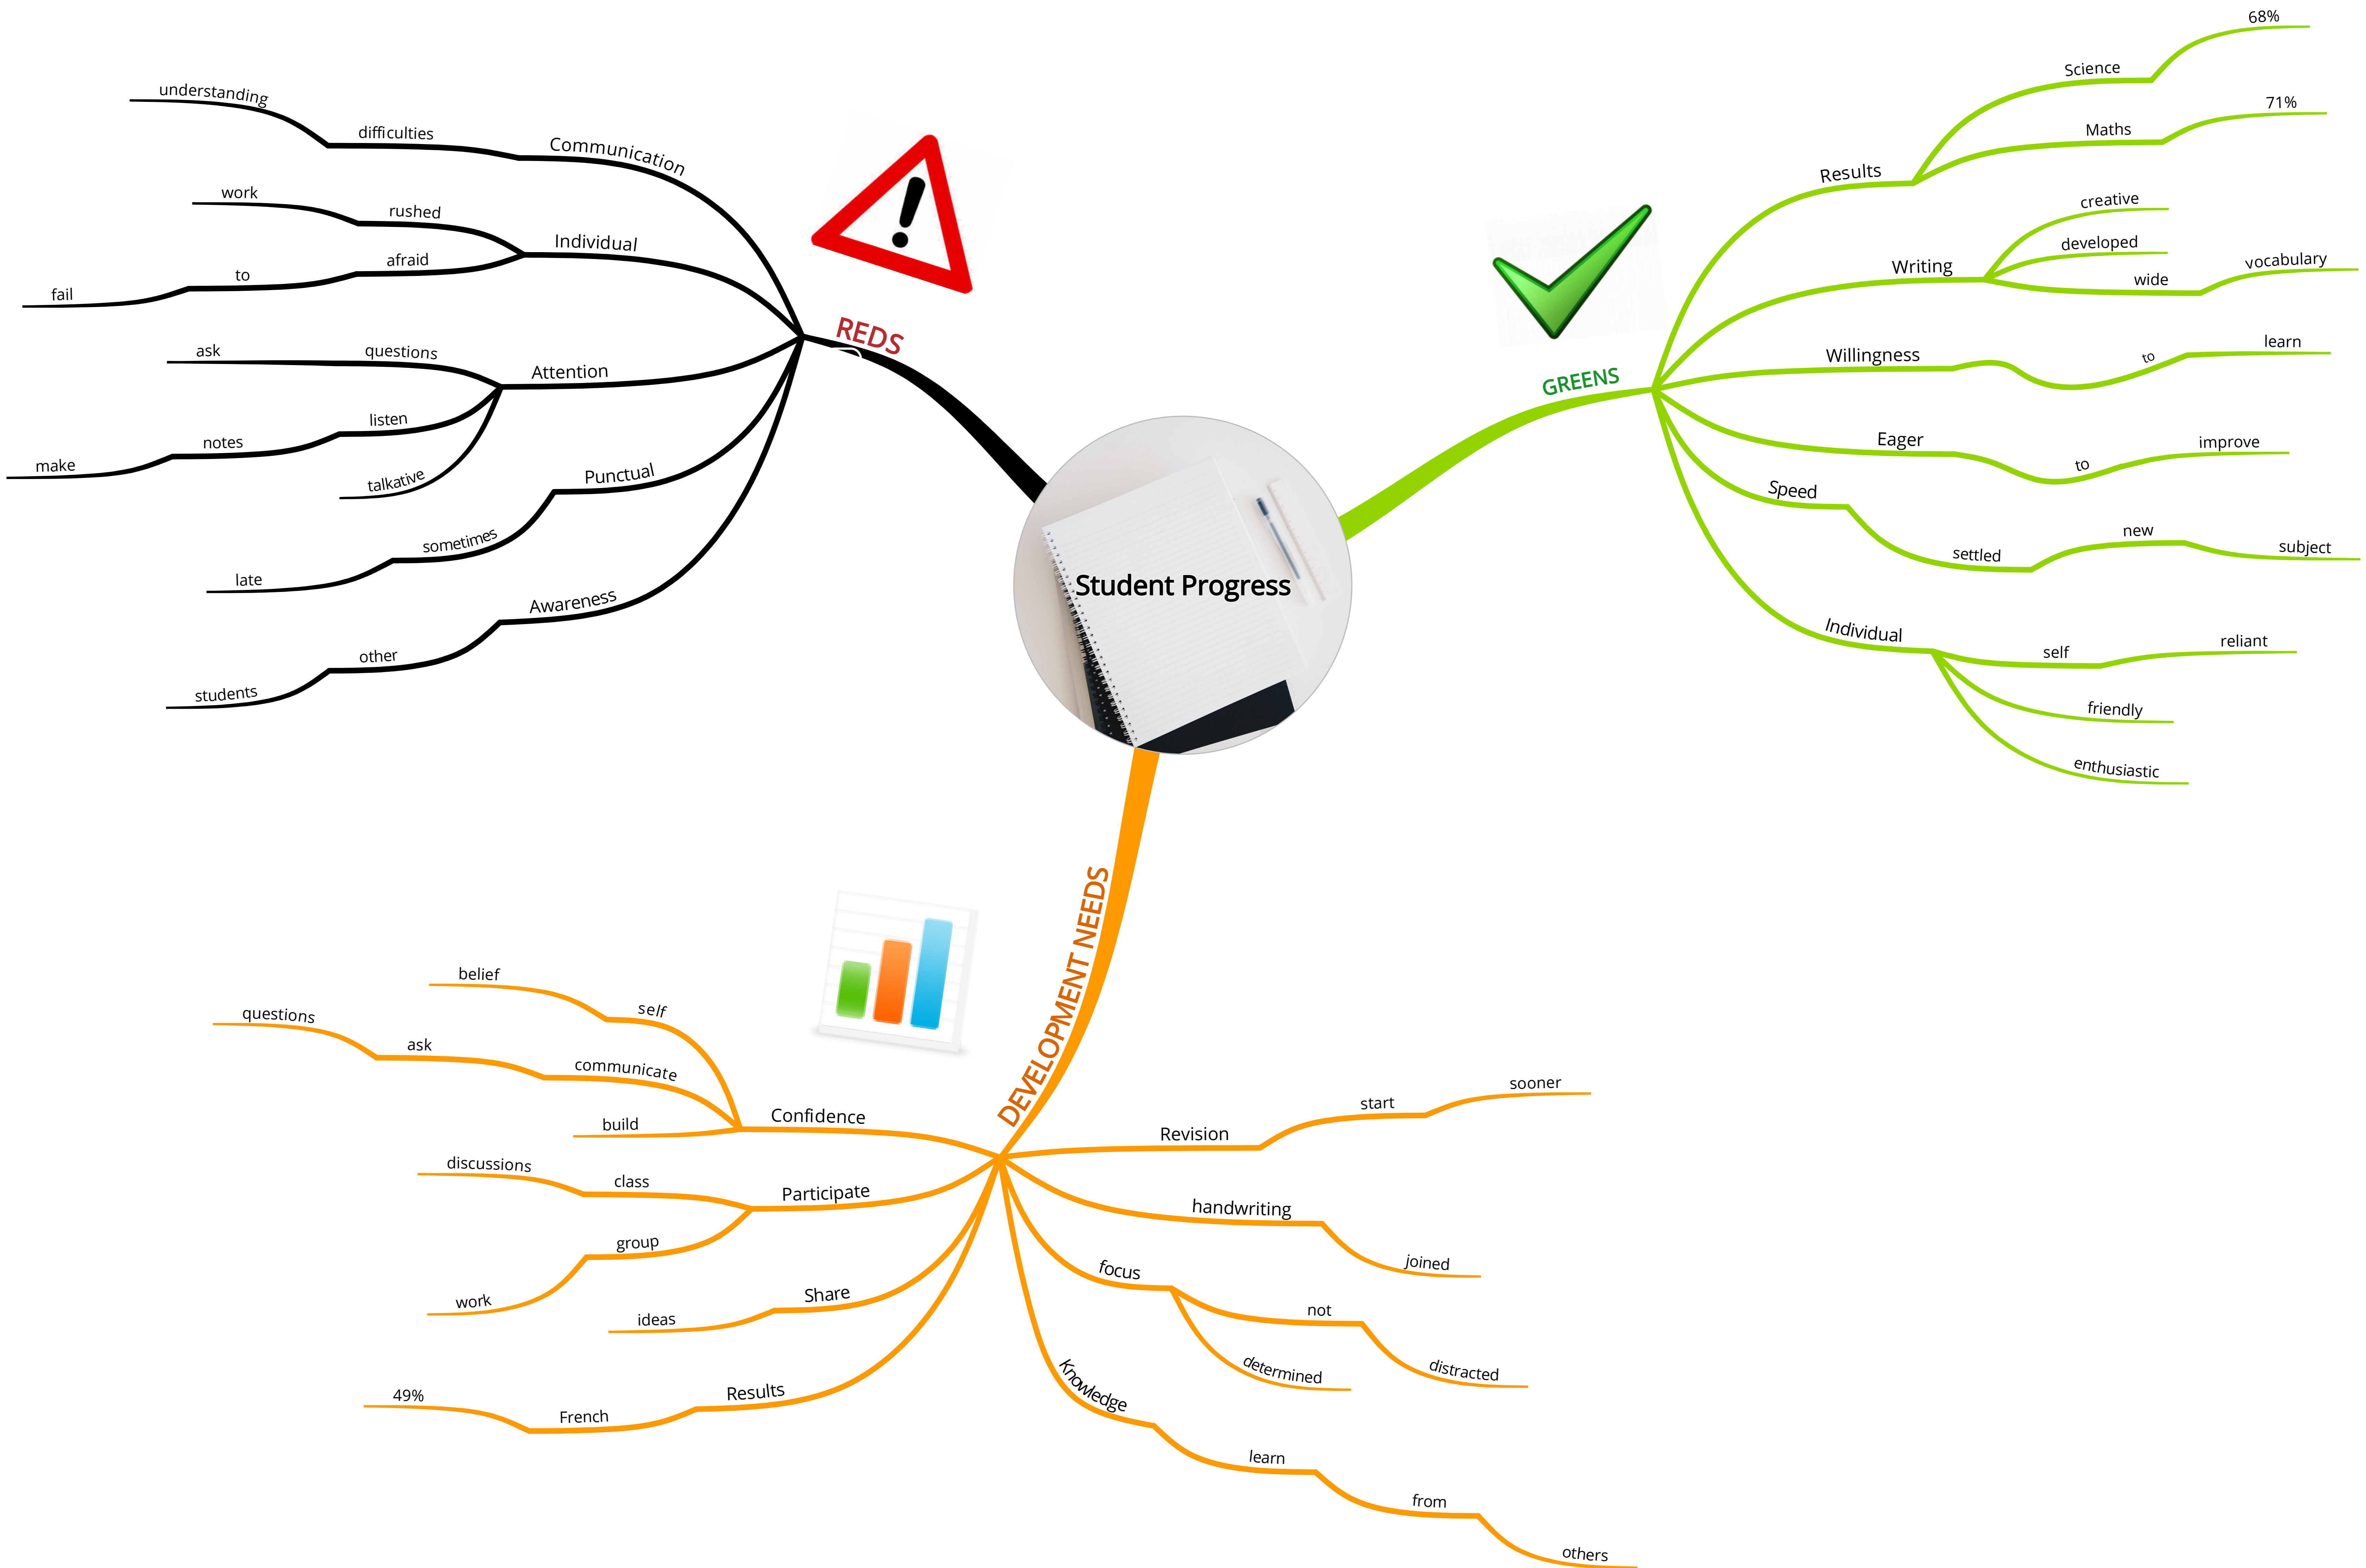 Student Progress
REDS
Communication
difficulties
understanding
Individual
rushed
work
afraid
to
fail
Attention
questions
ask
listen
notes
make
talkative
Punctual
sometimes
late
Awareness
other
students
GREENS
Results
Science
68%
Maths
71%
Writing
creative
developed
wide
vocabulary
Willingness
to
learn
Eager
to
improve
Speed
settled
new
subject
Individual
self
reliant
friendly
enthusiastic
DEVELOPMENT NEEDS
Revision
start
sooner
handwriting
joined
focus
not
distracted
determined
Knowledge
learn
from
others
Confidence
self
belief
communicate
ask
questions
build
Participate
class
discussions
group
work
Share
ideas
Results
French
49%